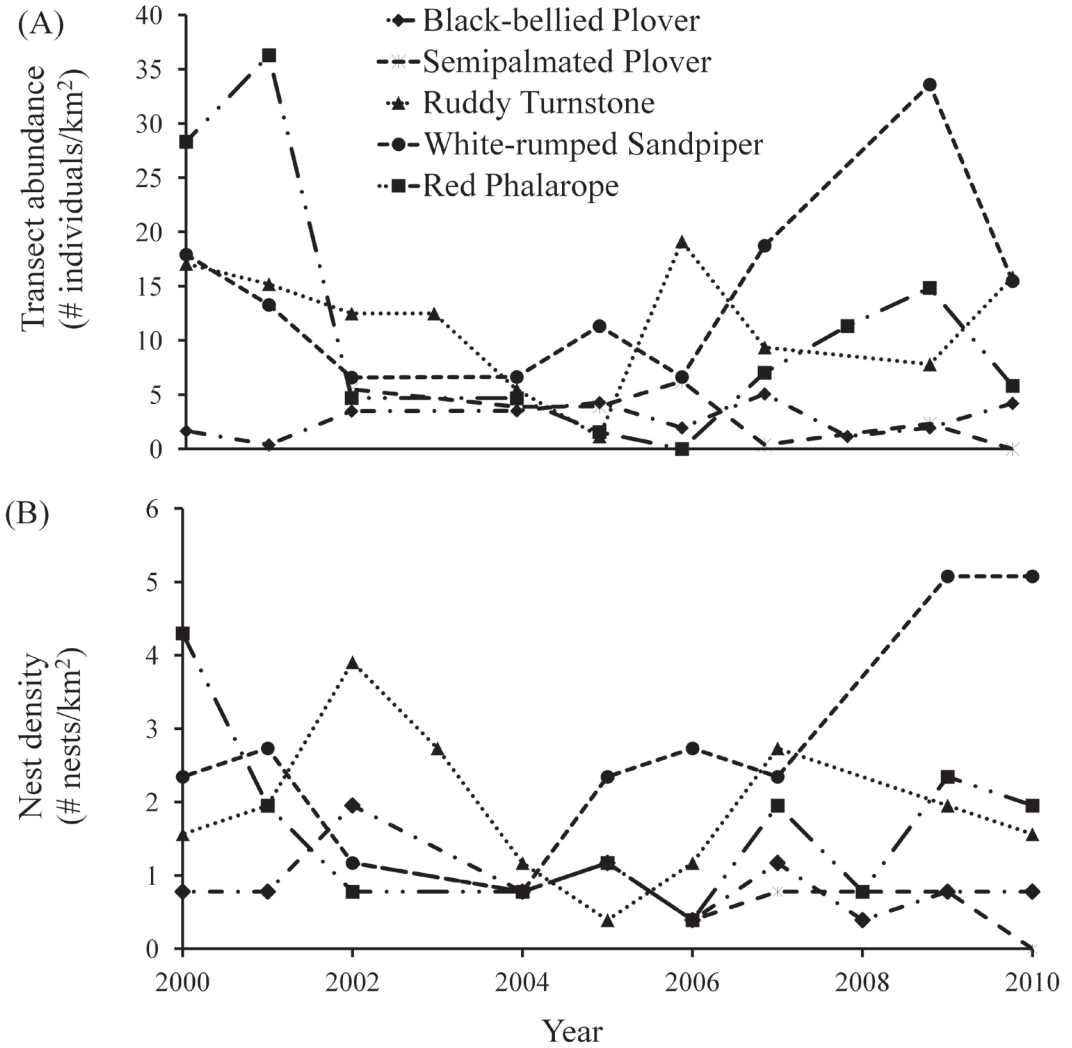 (A)
Transect abundance
(# individuals/km²)
40
35
30
25
20
15
10
5
0
Black-bellied Plover
Semipalmated Plover
Ruddy Turnstone
White-rumped Sandpiper
Red Phalarope
(B)
Nest density
(# nests/km²)
6
5
4
3
2
1
0
2000 2002 2004 2006 2008 2010
Year